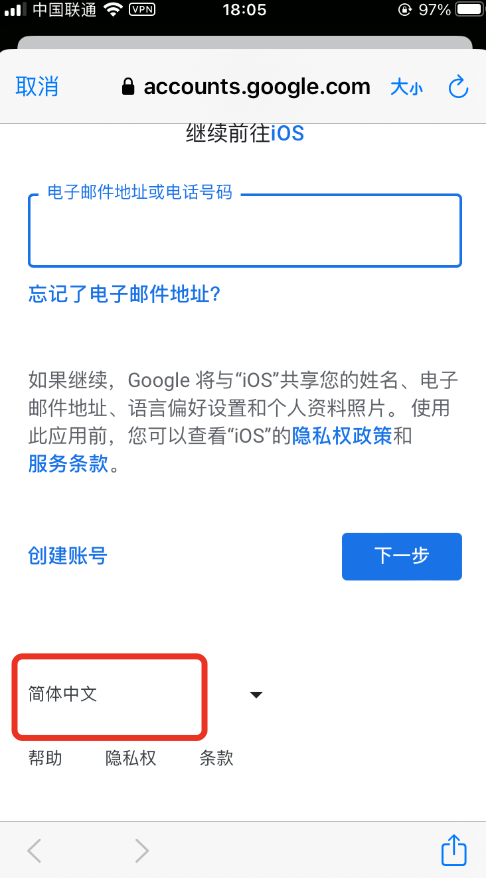 中国联通 VPN 18:05 97%
取消 accounts.google.com 大小
继续前往iOS
电子邮件地址或电话号码
忘记了电子邮件地址?
如果继续，Google 将与“iOS”共享您的姓名、电子
邮件地址、语言偏好设置和个人资料照片。 使用
此应用前，您可以查看“iOS”的隐私权政策和
服务条款。
创建账号 下一步
简体中文
帮助 隐私权 条款